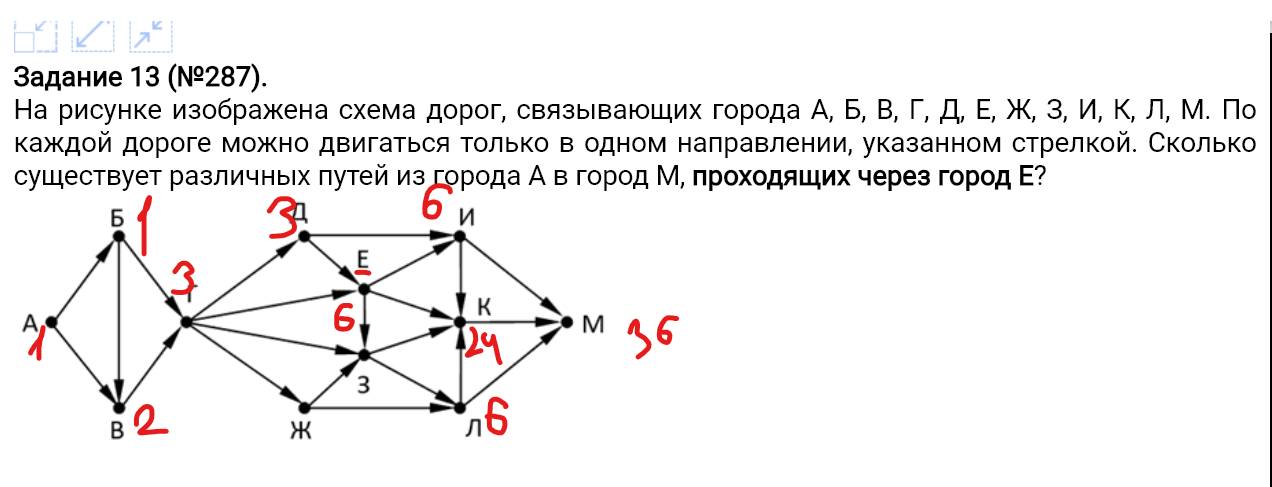 Задание 13 (№287).
На рисунке изображена схема дорог, связывающих города А, Б, В, Г, Д, Е, Ж, З, И, К, Л, М. По
каждой дороге можно двигаться только в одном направлении, указанном стрелкой. Сколько
существует различных путей из города А в город М, проходящих через город Е?
Б 1 3 Д 6 И
Е
3 Г
К
А 6 М 36
1 24
З
В 2 Ж Л 6